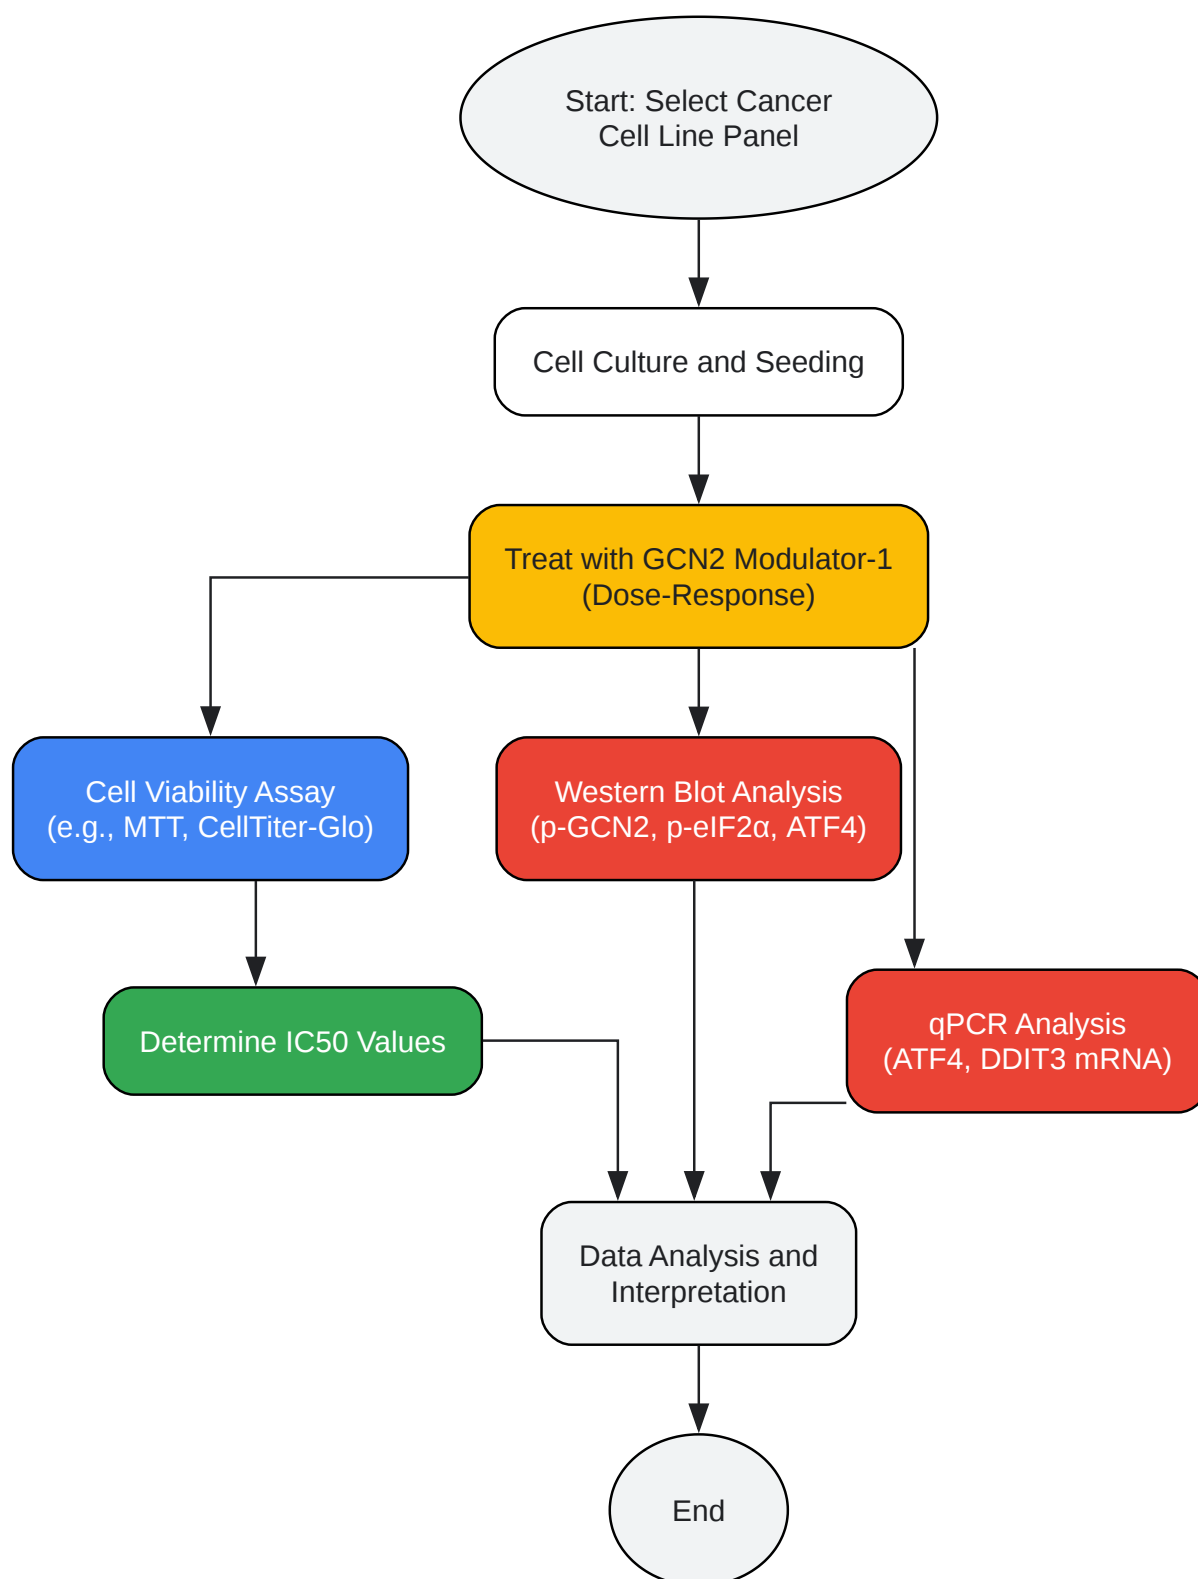 Start: Select Cancer
Cell Line Panel
Cell Culture and Seeding
Treat with GCN2 Modulator-1
(Dose-Response)
Cell Viability Assay
(e.g., MTT, CellTiter-Glo)
Western Blot Analysis
(p-GCN2, p-eIF2α, ATF4)
Determine IC50 Values
qPCR Analysis
(ATF4, DDIT3 mRNA)
Data Analysis and
Interpretation
End